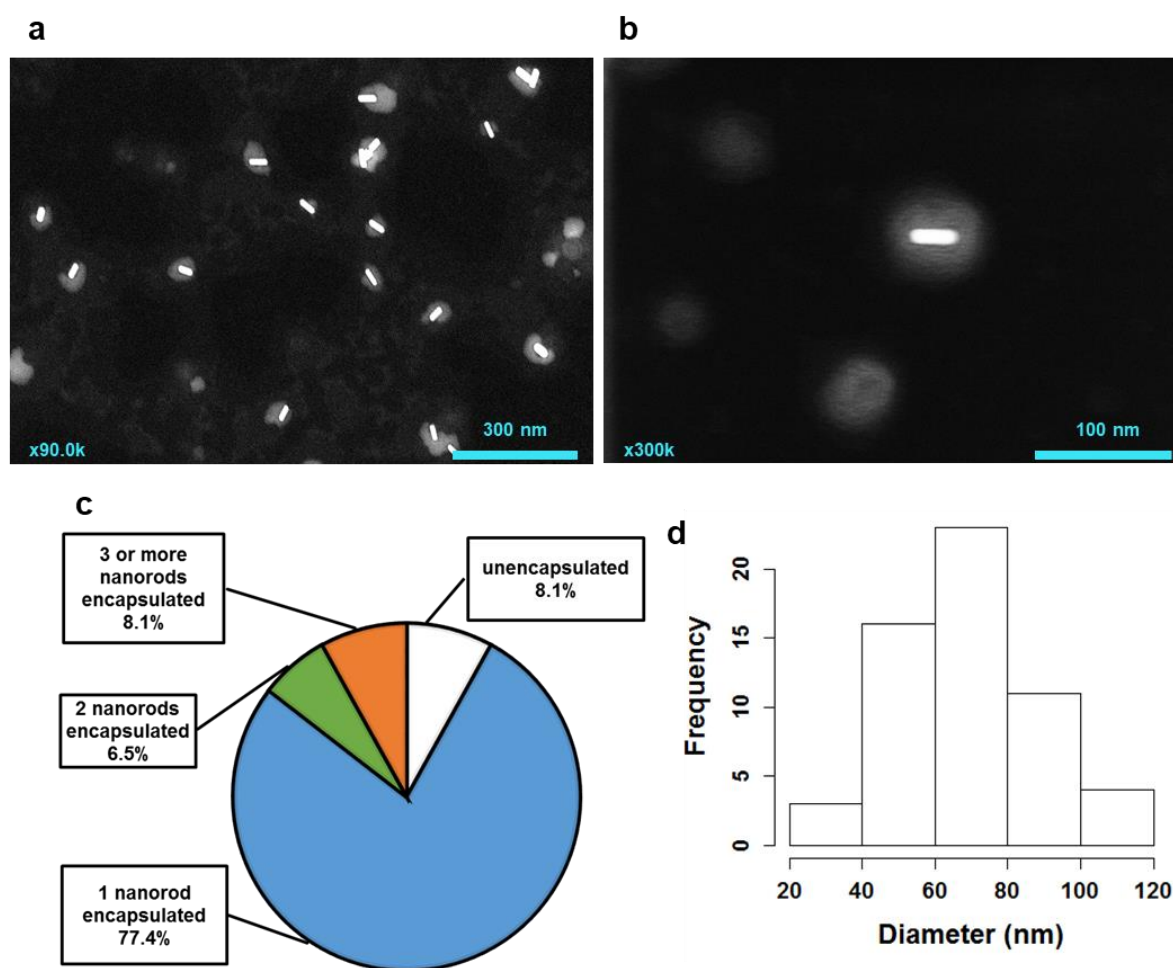 a
b
300 nm
x90.0k
100 nm
x300k
c
3 or more
nanorods
encapsulated
8.1%
unencapsulated
8.1%
2 nanorods
encapsulated
6.5%
1 nanorod
encapsulated
77.4%
d
Frequency
20
15
10
5
0
20 40 60 80 100 120
Diameter (nm)